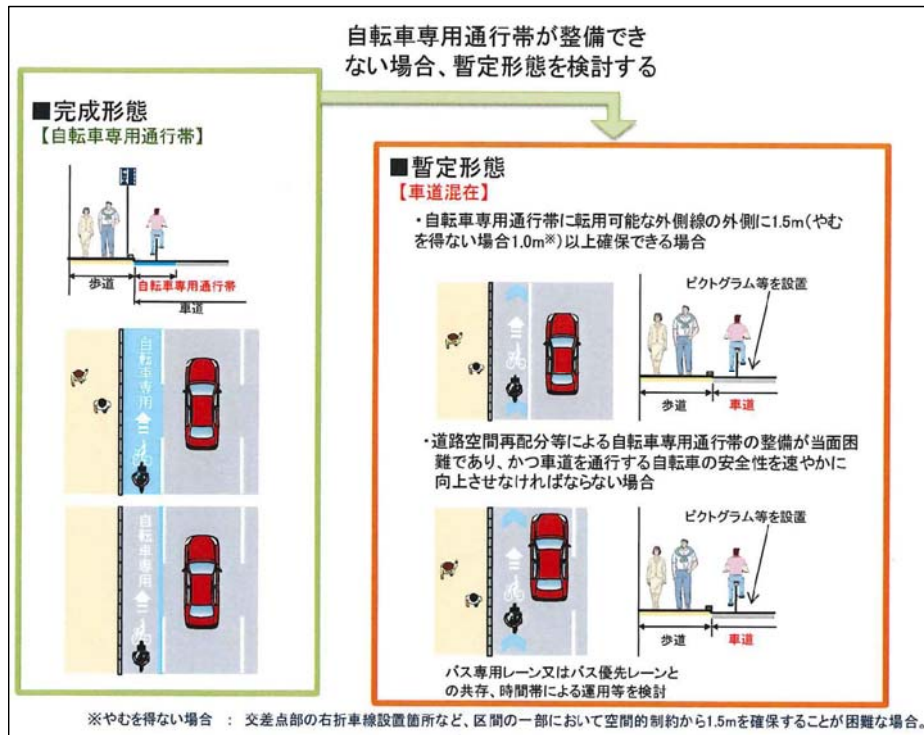 自転車専用通行帯が整備でき
ない場合、暫定形態を検討する
■完成形態
【自転車専用通行帯】
歩道
自転車専用通行帯
車道
自転車専用
自転車専用
■暫定形態
【車道混在】
・自転車専用通行帯に転用可能な外側線の外側に1.5m(やむ
を得ない場合1.0m※)以上確保できる場合
ピクトグラム等を設置
歩道
車道
・道路空間再配分等による自転車専用通行帯の整備が当面困
難であり、かつ車道を通行する自転車の安全性を速やかに
向上させなければならない場合
ピクトグラム等を設置
歩道
車道
バス専用レーン又はバス優先レーンと
の共存、時間帯による運用等を検討
※やむを得ない場合 : 交差点部の右折車線設置箇所など、区間の一部において空間的制約から1.5mを確保することが困難な場合。